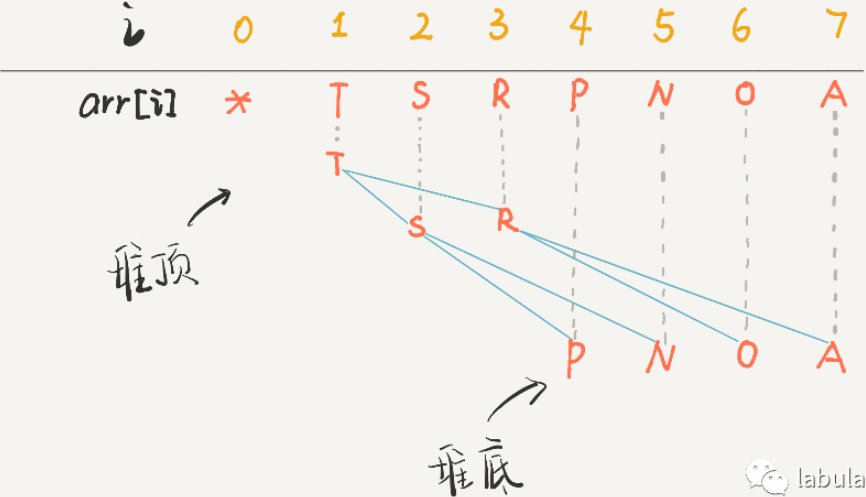 i 0 1 2 3 4 5 6 7
arr[i] * T S R P N O A
T
S R
堆顶
P N O A
堆底
labula